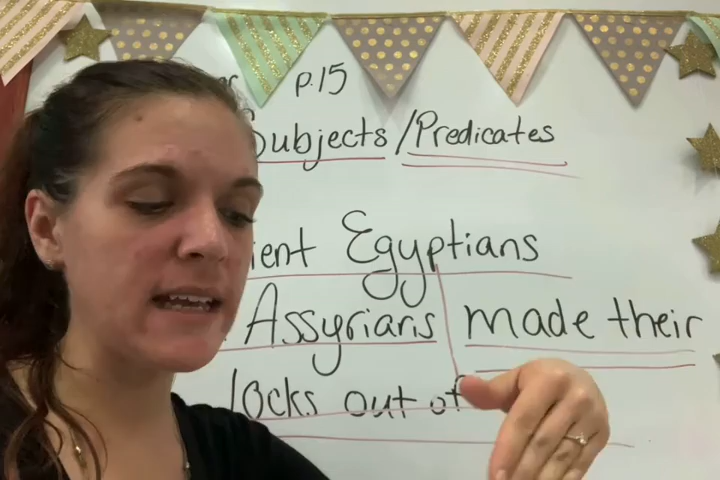 p.15
Subjects/Predicates
Egyptians
Assyrians made their
locks out of